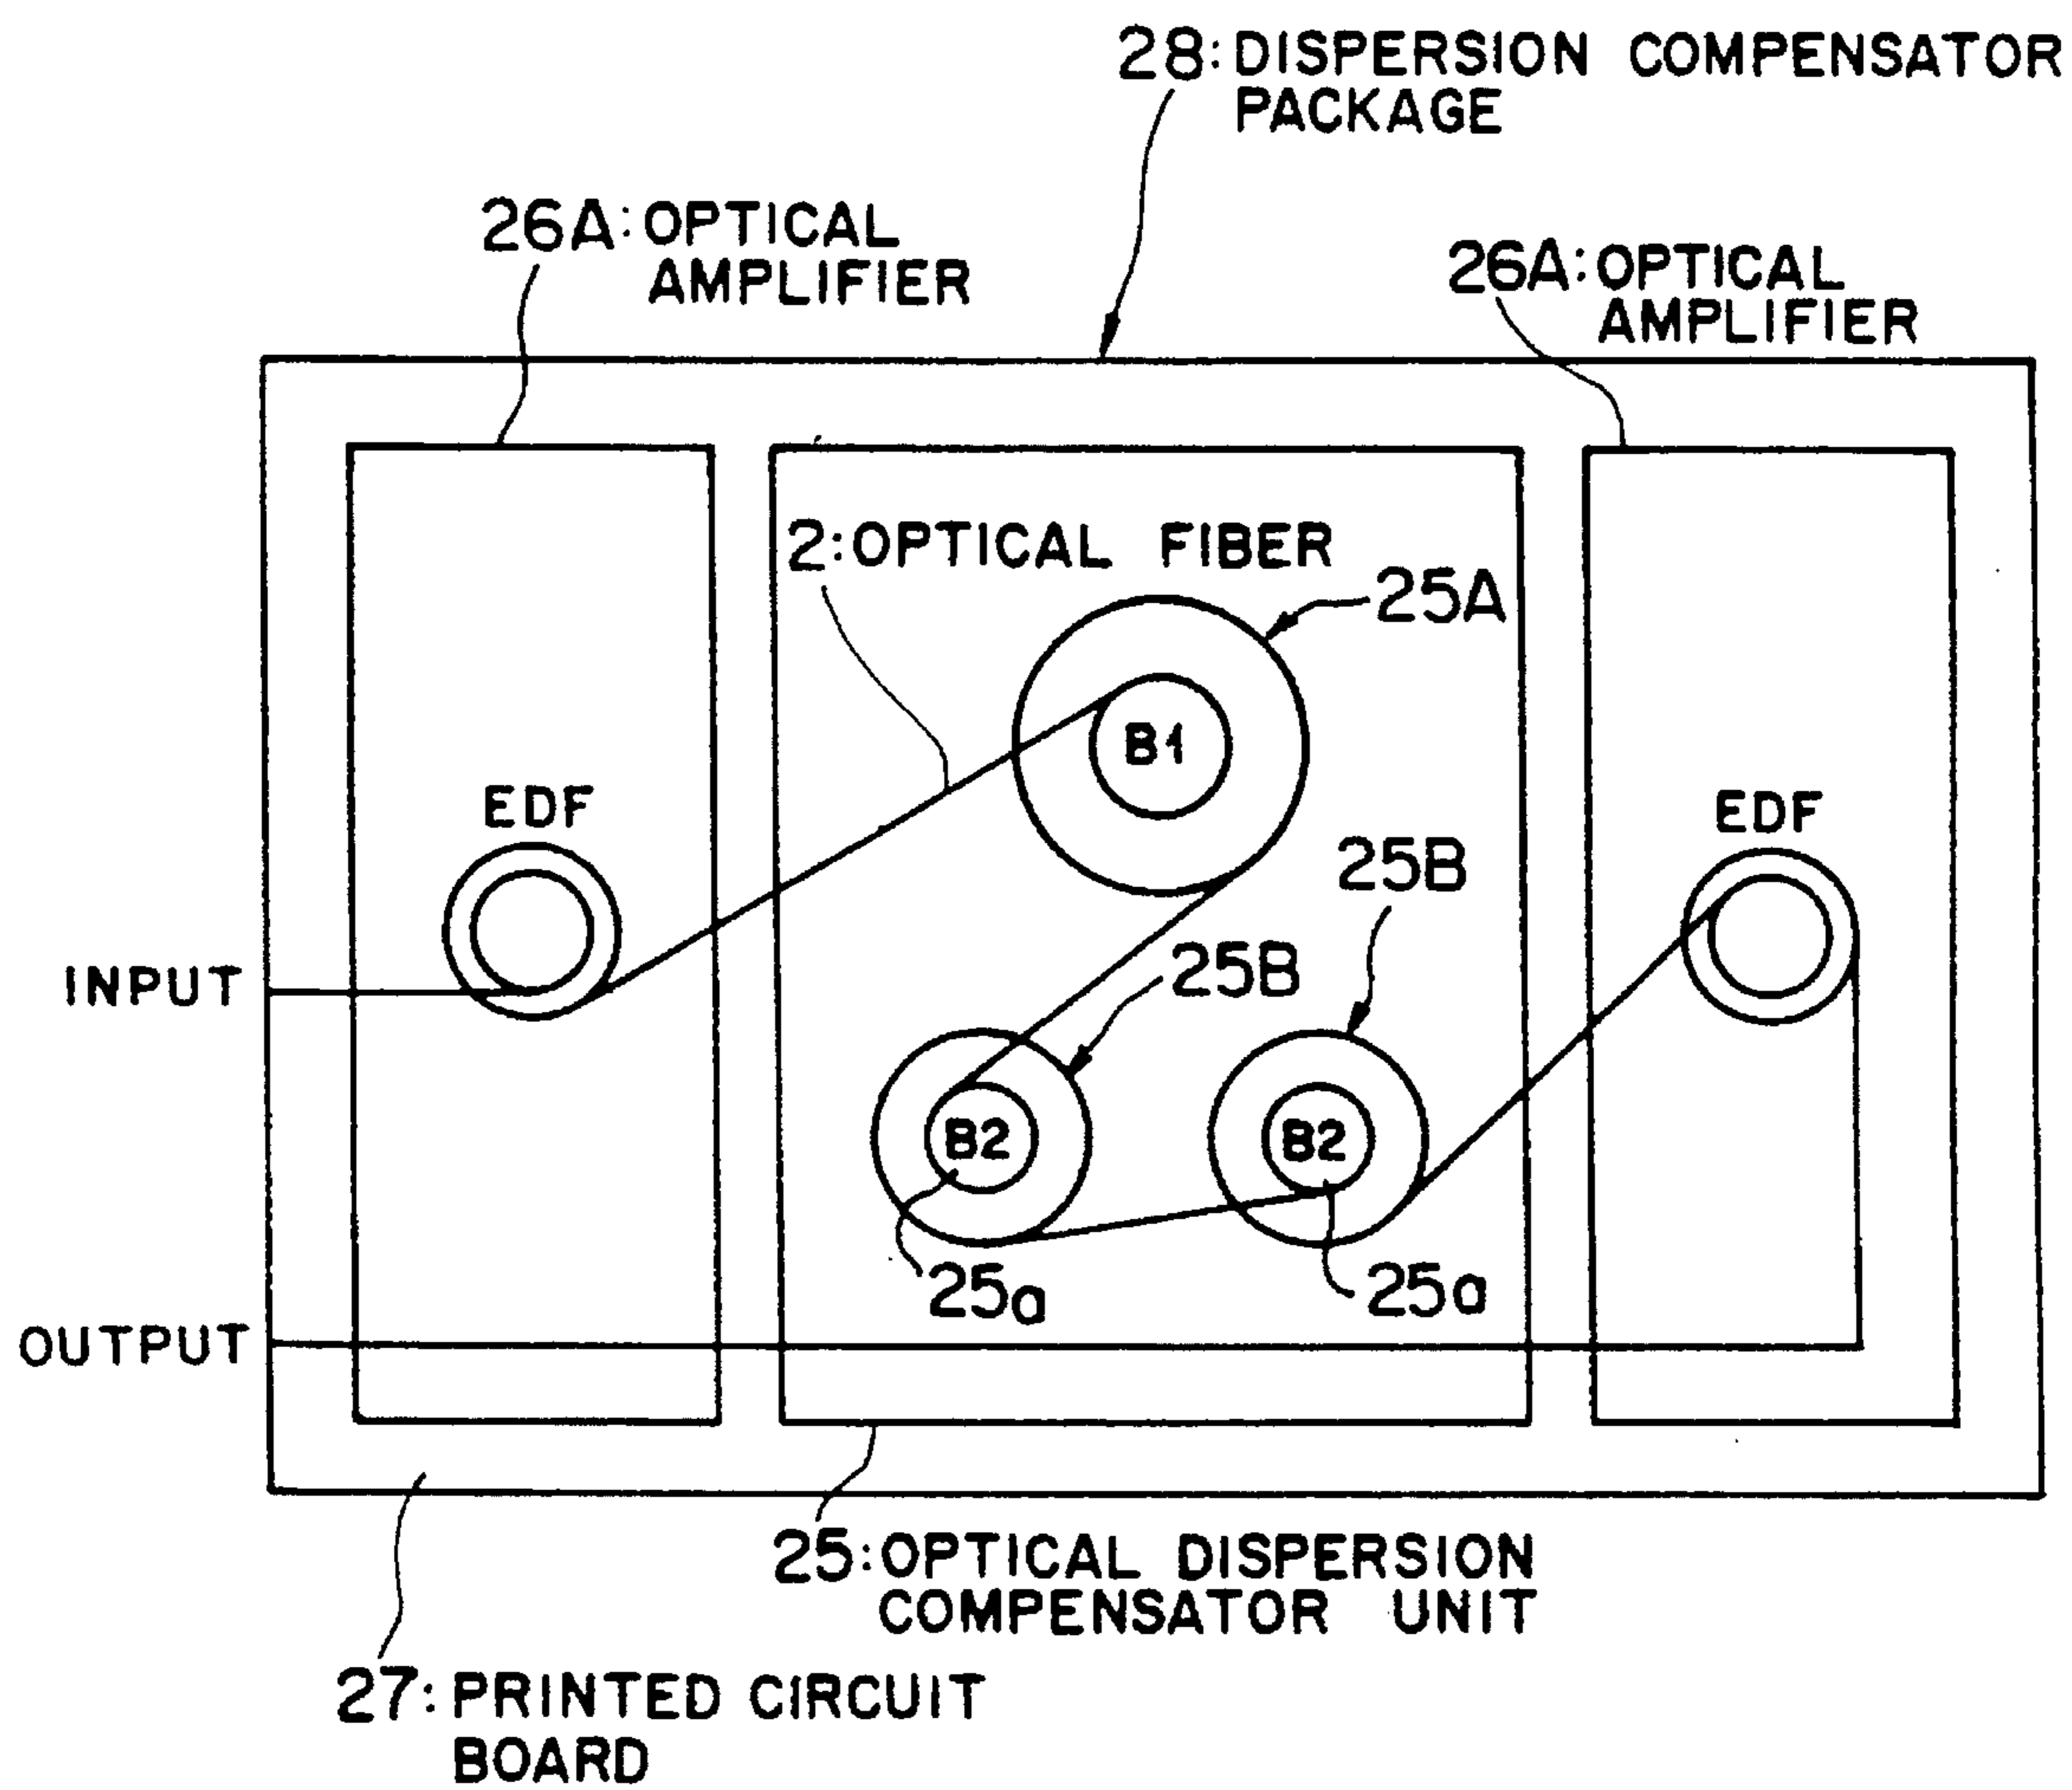 28: DISPERSION COMPENSATOR
PACKAGE
26A: OPTICAL
AMPLIFIER
26A: OPTICAL
AMPLIFIER
2: OPTICAL FIBER
25A
B1
EDF
EDF
25B
25B
INPUT
B2
B2
25a
25a
OUTPUT
25: OPTICAL DISPERSION
COMPENSATOR UNIT
27: PRINTED CIRCUIT
BOARD